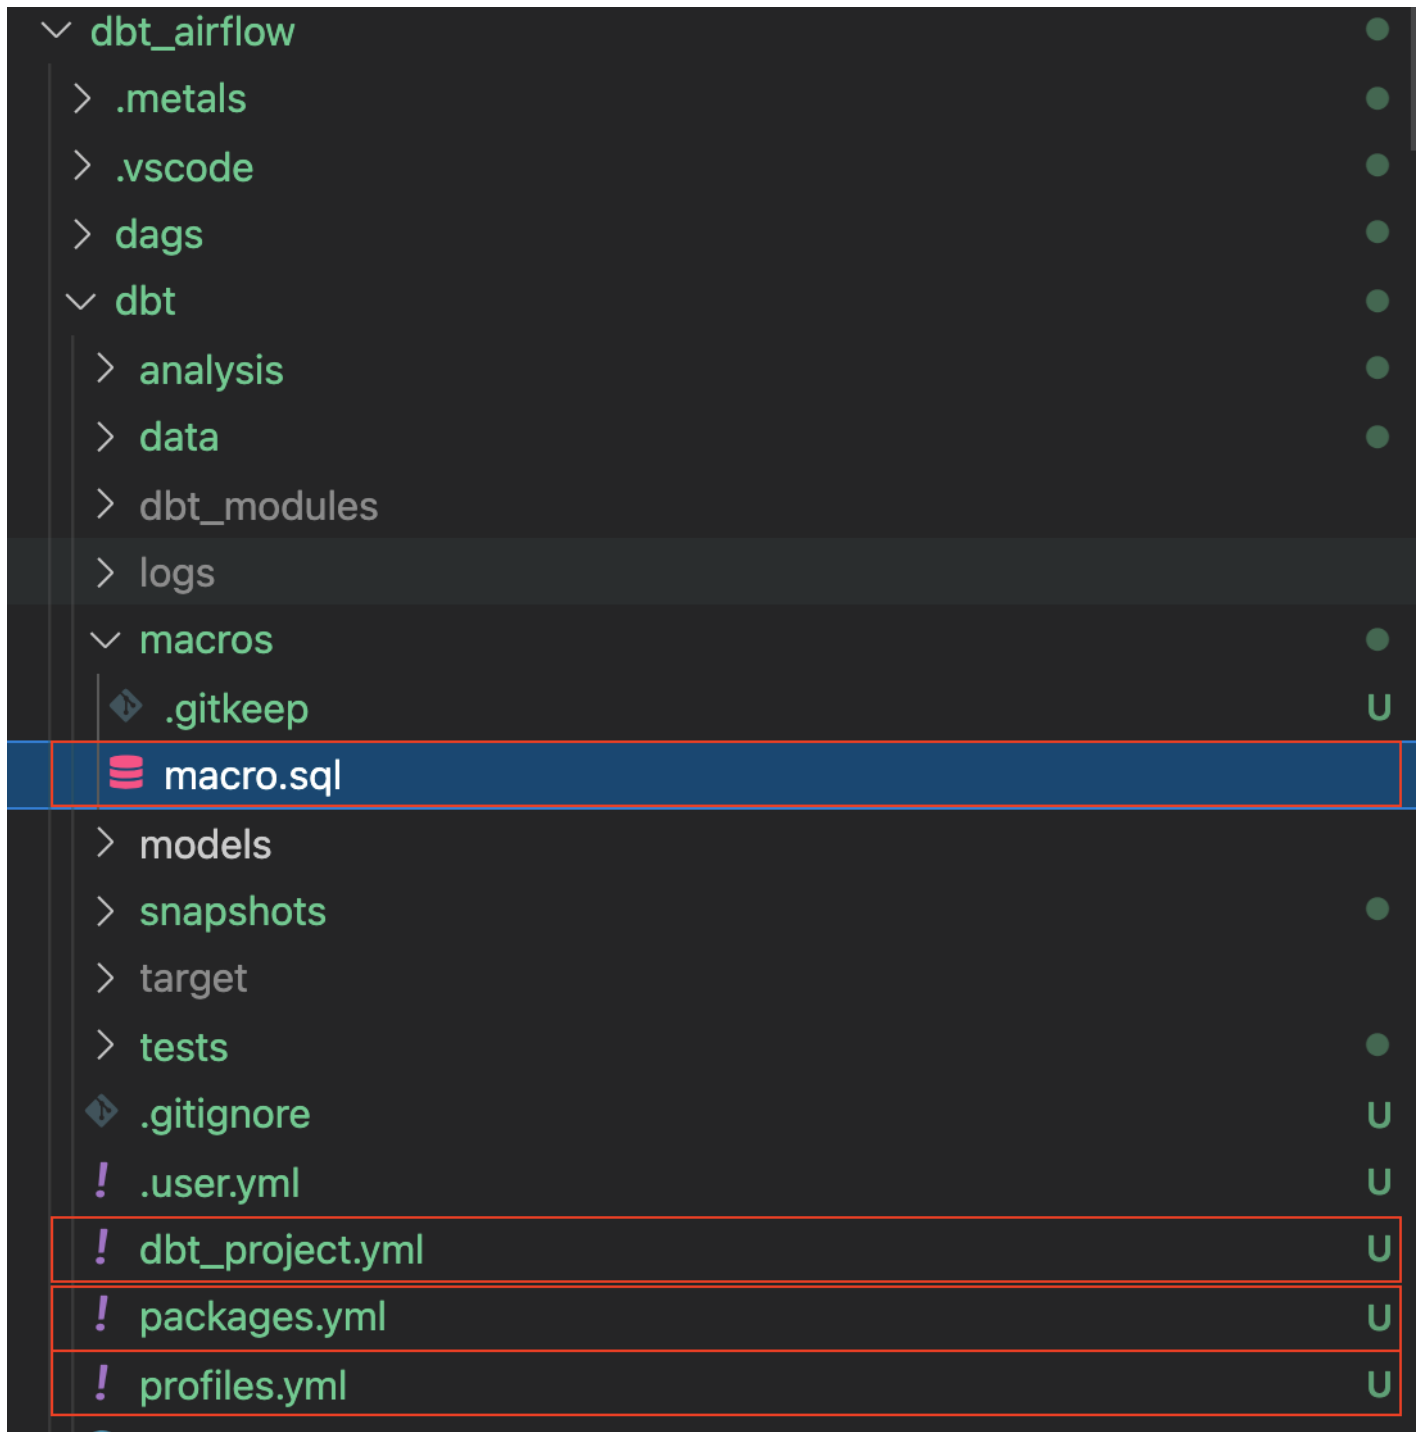 dbt_airflow
.metals
.vscode
dags
dbt
analysis
data
dbt_modules
logs
macros
.gitkeep U
macro.sql
models
snapshots
target
tests
.gitignore U
! .user.yml U
! dbt_project.yml U
! packages.yml U
! profiles.yml U